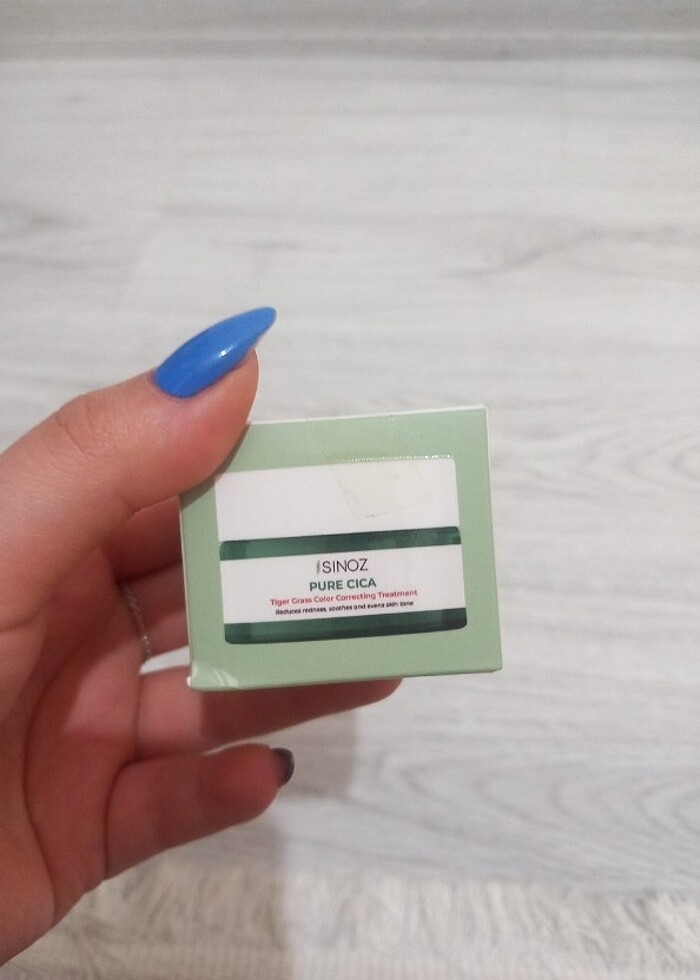 SINOZ
PURE CICA
Tiger Grass Color Correcting Treatment
Reduces redness, soothes and evens skin tone